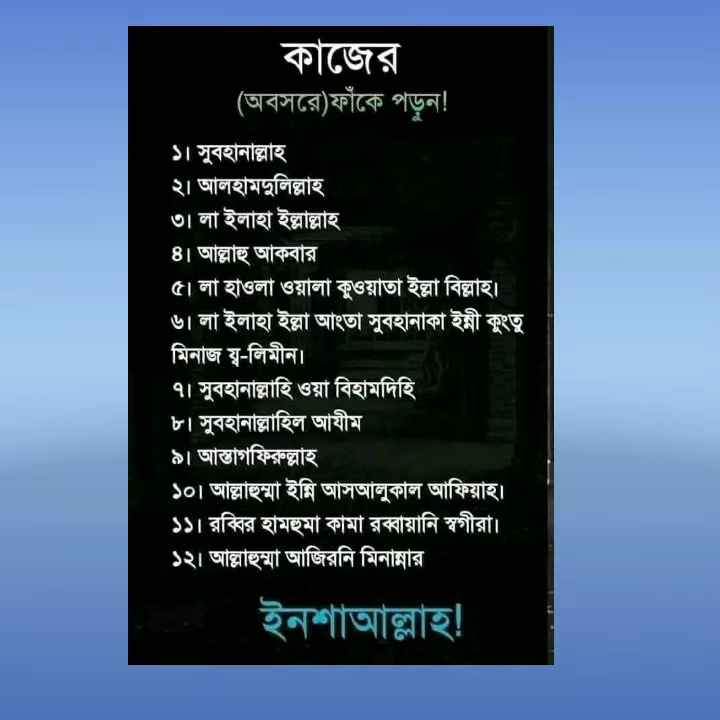 কাজের
(অবসরে)ফাঁকে পড়ুন!
১। সুবহানাল্লাহ
২। আলহামদুলিল্লাহ
৩। লা ইলাহা ইল্লাল্লাহ
৪। আল্লাহু আকবার
৫। লা হাওলা ওয়ালা কুওয়াতা ইল্লা বিল্লাহ।
৬। লা ইলাহা ইল্লা আংতা সুবহানাকা ইন্নী কুংতু
মিনাজ য্ব-লিমীন।
৭। সুবহানাল্লাহি ওয়া বিহামদিহি
৮। সুবহানাল্লাহিল আযীম
৯। আস্তাগফিরুল্লাহ
১০। আল্লাহুম্মা ইন্নি আসআলুকাল আফিয়াহ।
১১। রব্বির হামহুমা কামা রব্বায়ানি স্বগীরা।
১২। আল্লাহুম্মা আজিরনি মিনান্নার
ইনশাআল্লাহ!